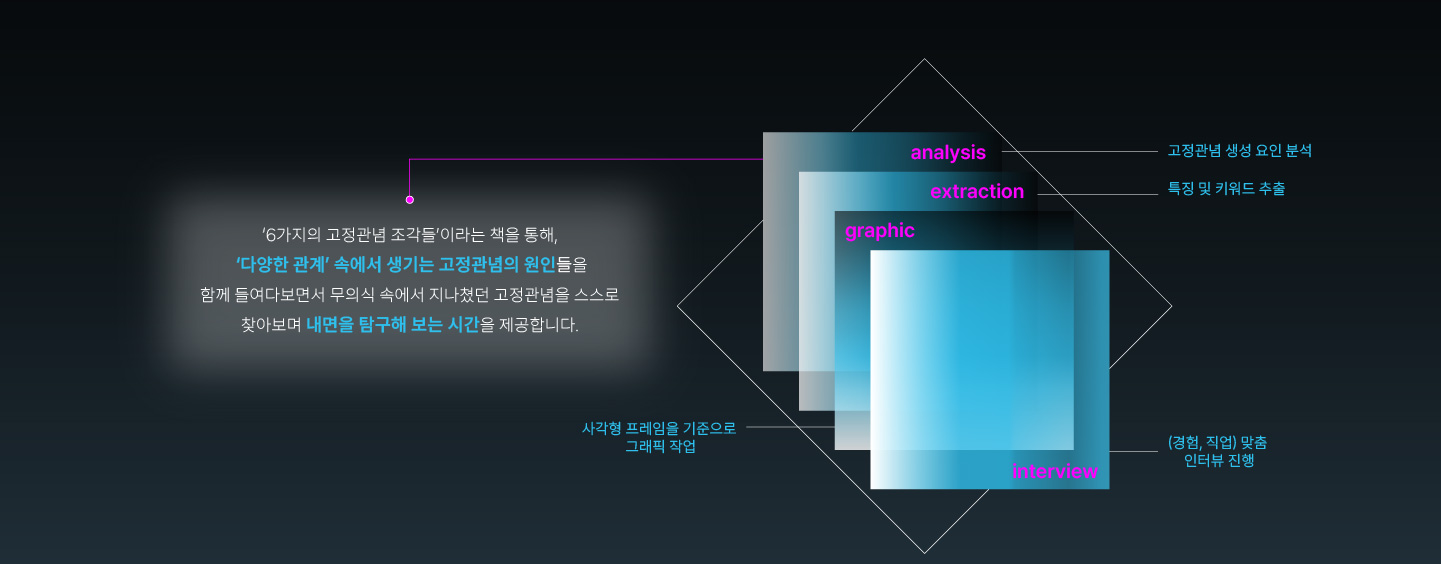 ‘6가지의 고정관념 조각들’이라는 책을 통해,
‘다양한 관계’ 속에서 생기는 고정관념의 원인들을
함께 들여다보면서 무의식 속에서 지나쳤던 고정관념을 스스로
찾아보며 내면을 탐구해 보는 시간을 제공합니다.
analysis
고정관념 생성 요인 분석
extraction
특징 및 키워드 추출
graphic
사각형 프레임을 기준으로
그래픽 작업
interview
(경험, 직업) 맞춤
인터뷰 진행